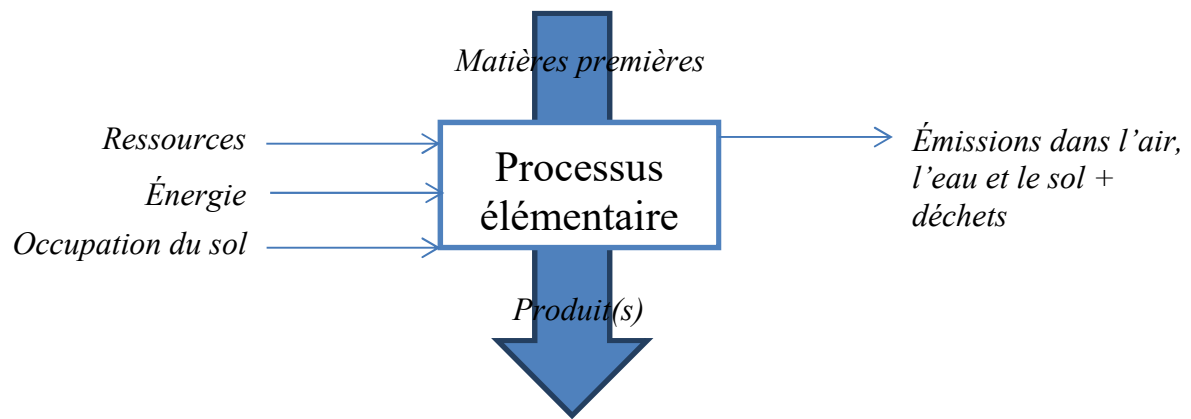 Matières premières
Ressources
Énergie
Occupation du sol
Processus
élémentaire
Émissions dans l’air,
l’eau et le sol +
déchets
Produit(s)